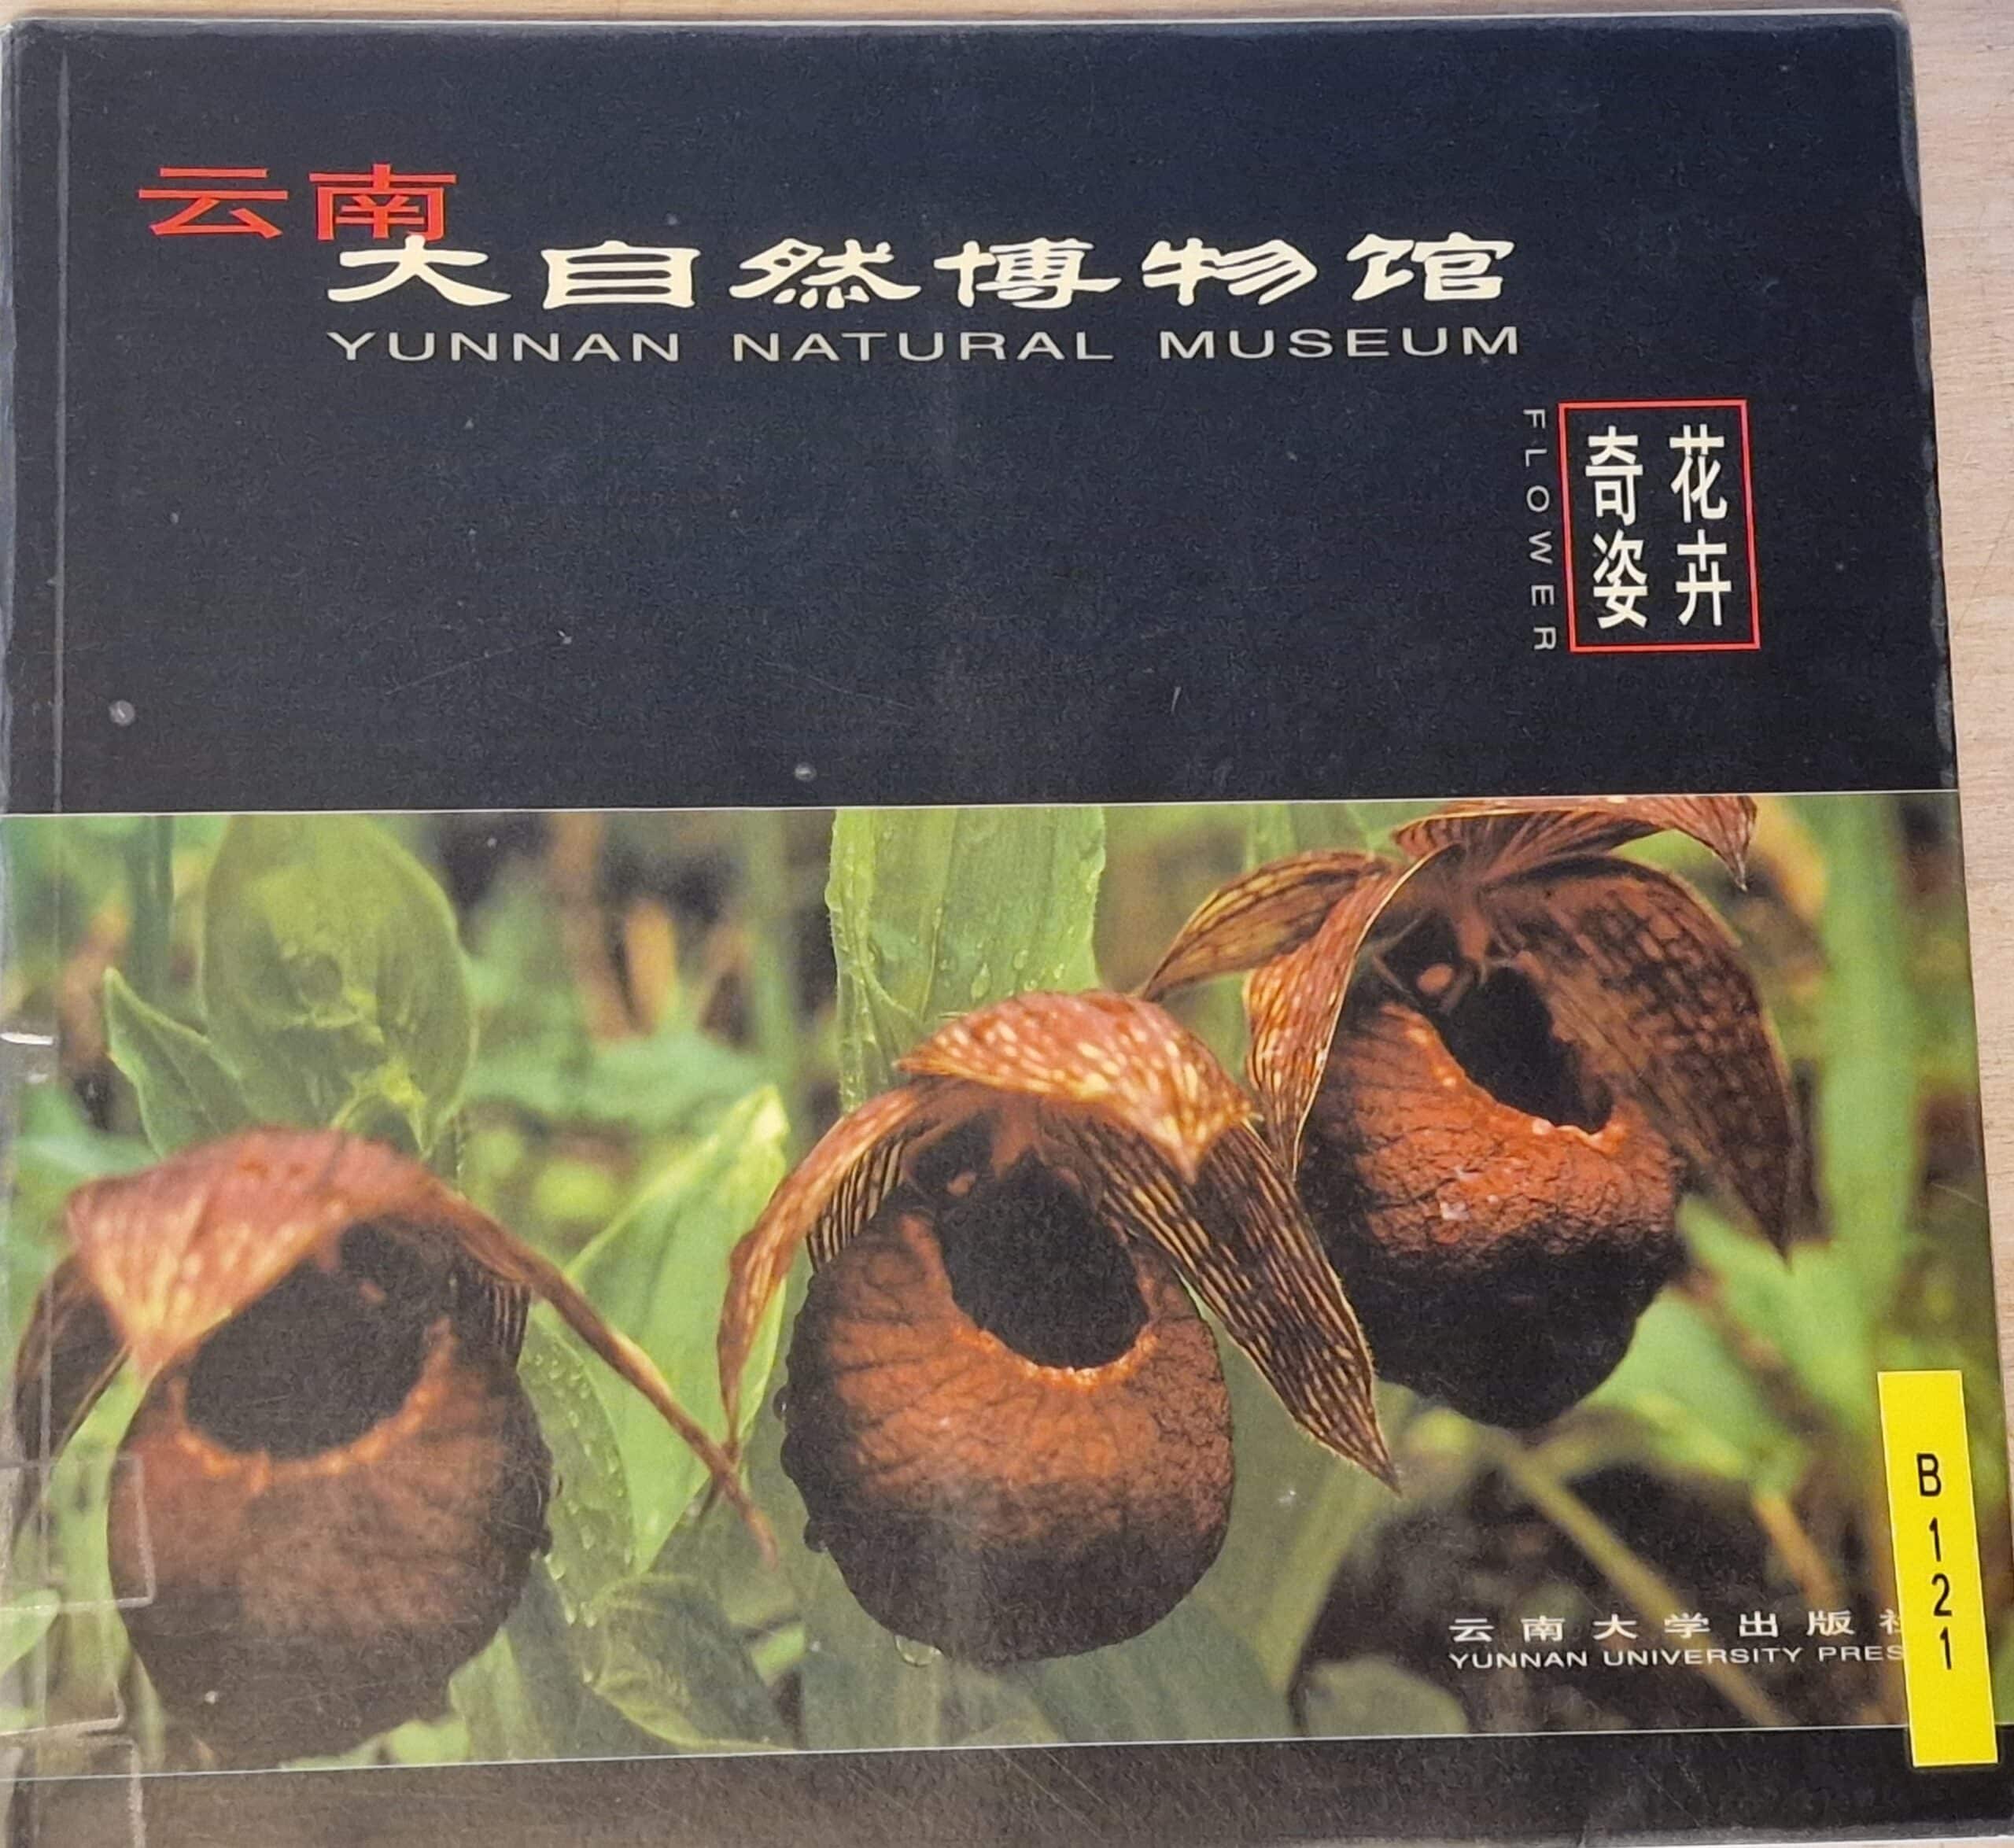 云南
大自然博物馆
YUNNAN NATURAL MUSEUM
花卉
奇姿
FLOWER
云南大学出版社
YUNNAN UNIVERSITY PRES
B121